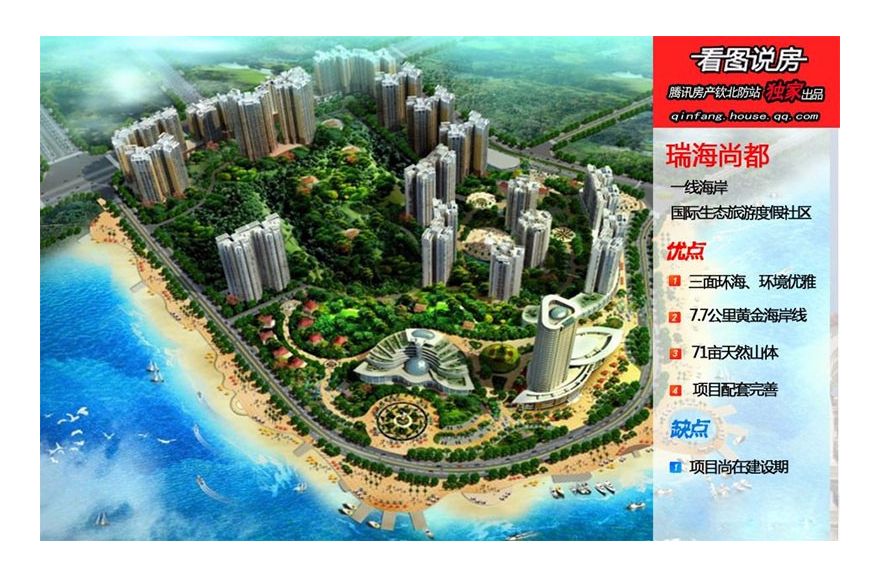 看图说房
腾讯房产钦北防站 独家出品
qinfang.house.qq.com
瑞海尚都
一线海岸
国际生态旅游度假社区
优点
1 三面环海、环境优雅
2 7.7公里黄金海岸线
3 71亩天然山体
4 项目配套完善
缺点
1 项目尚在建设期